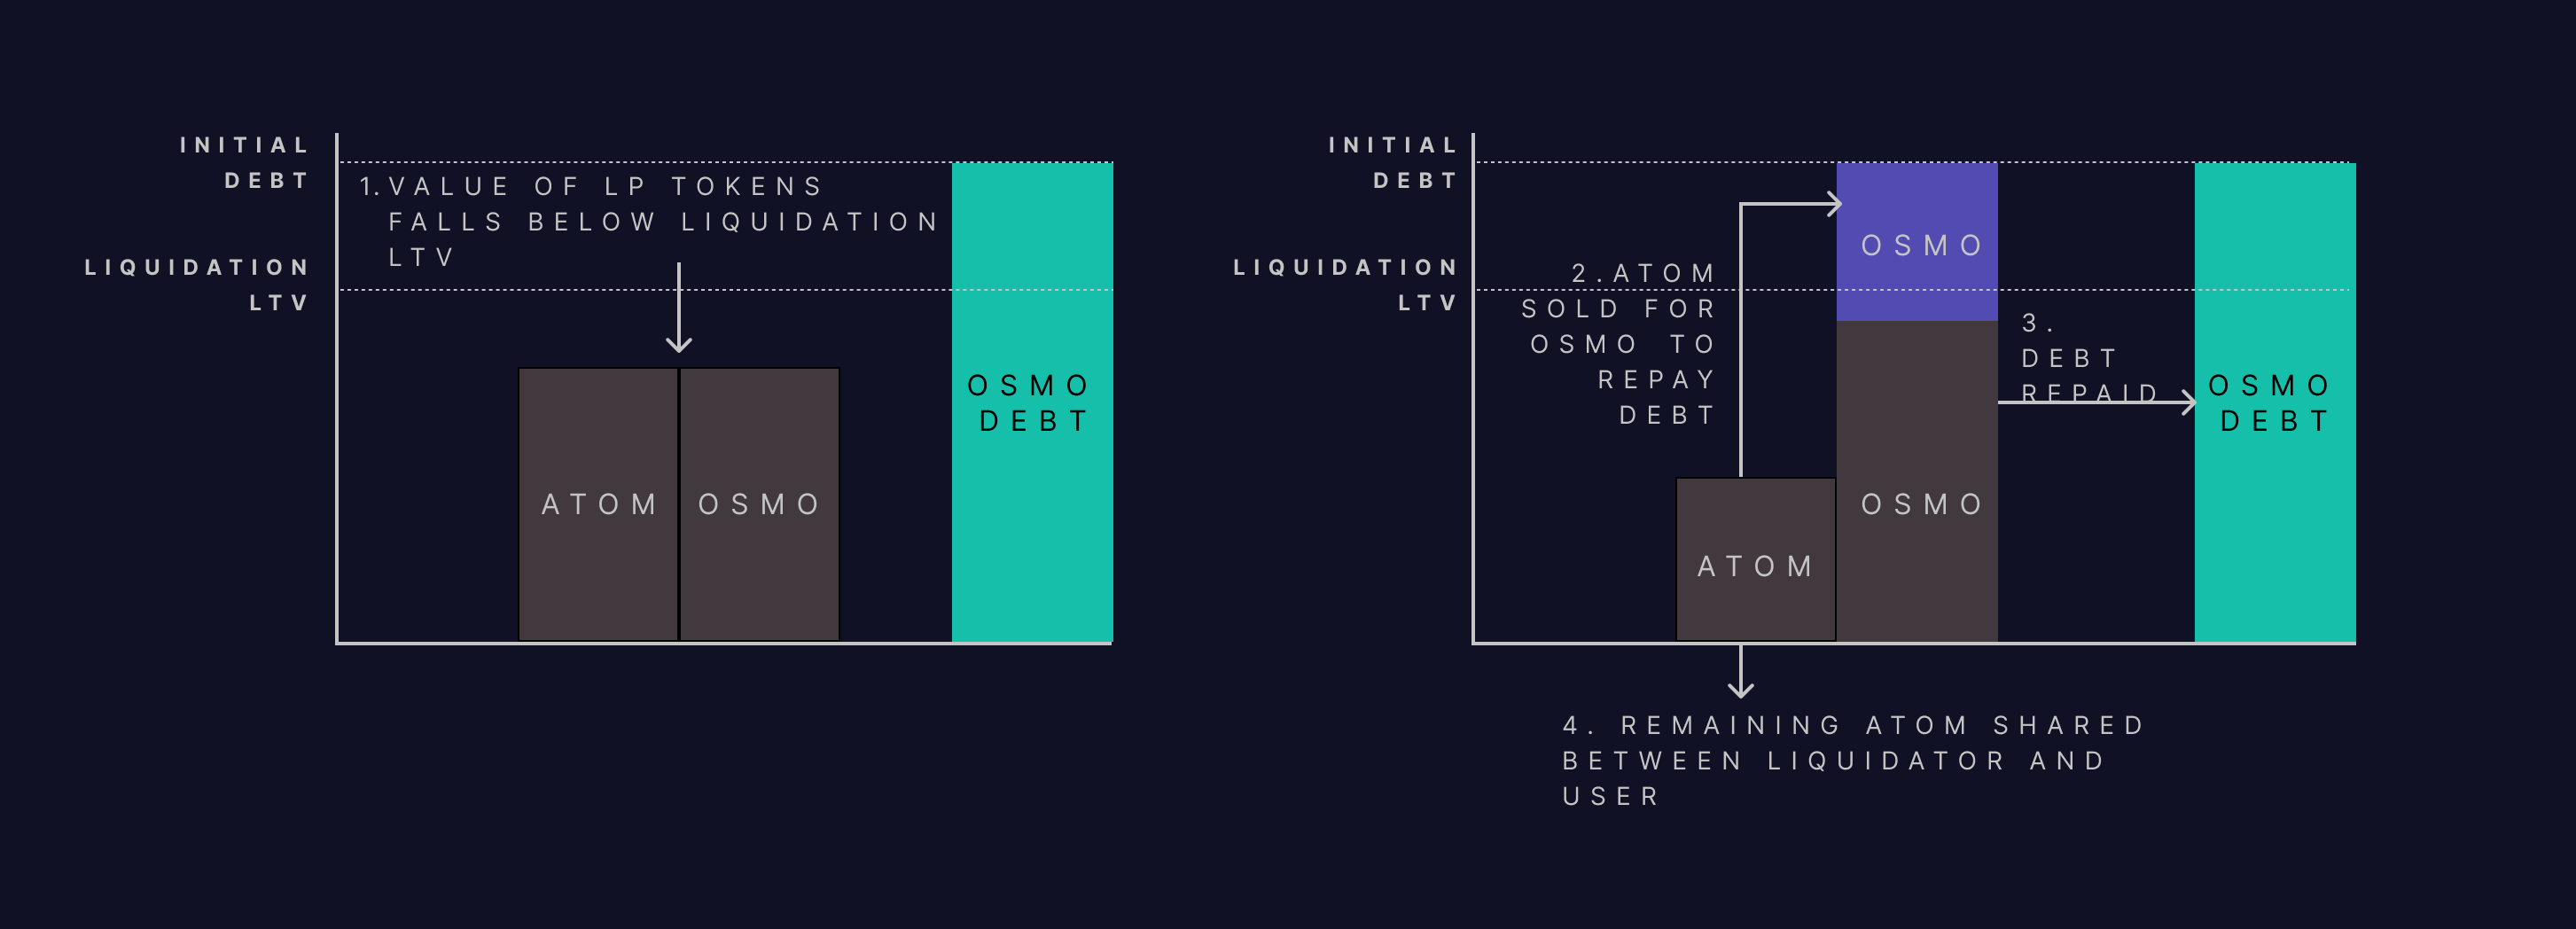 INITIAL
DEBT
1. VALUE OF LP TOKENS
FALLS BELOW LIQUIDATION
LTV
LIQUIDATION
LTV
ATOM
OSMO
OSMO
DEBT
INITIAL
DEBT
LIQUIDATION
LTV
2.ATOM
SOLD FOR
OSMO TO
REPAY
DEBT
OSMO
3.
DEBT
REPAID
OSMO
DEBT
OSMO
ATOM
4. REMAINING ATOM SHARED
BETWEEN LIQUIDATOR AND
USER